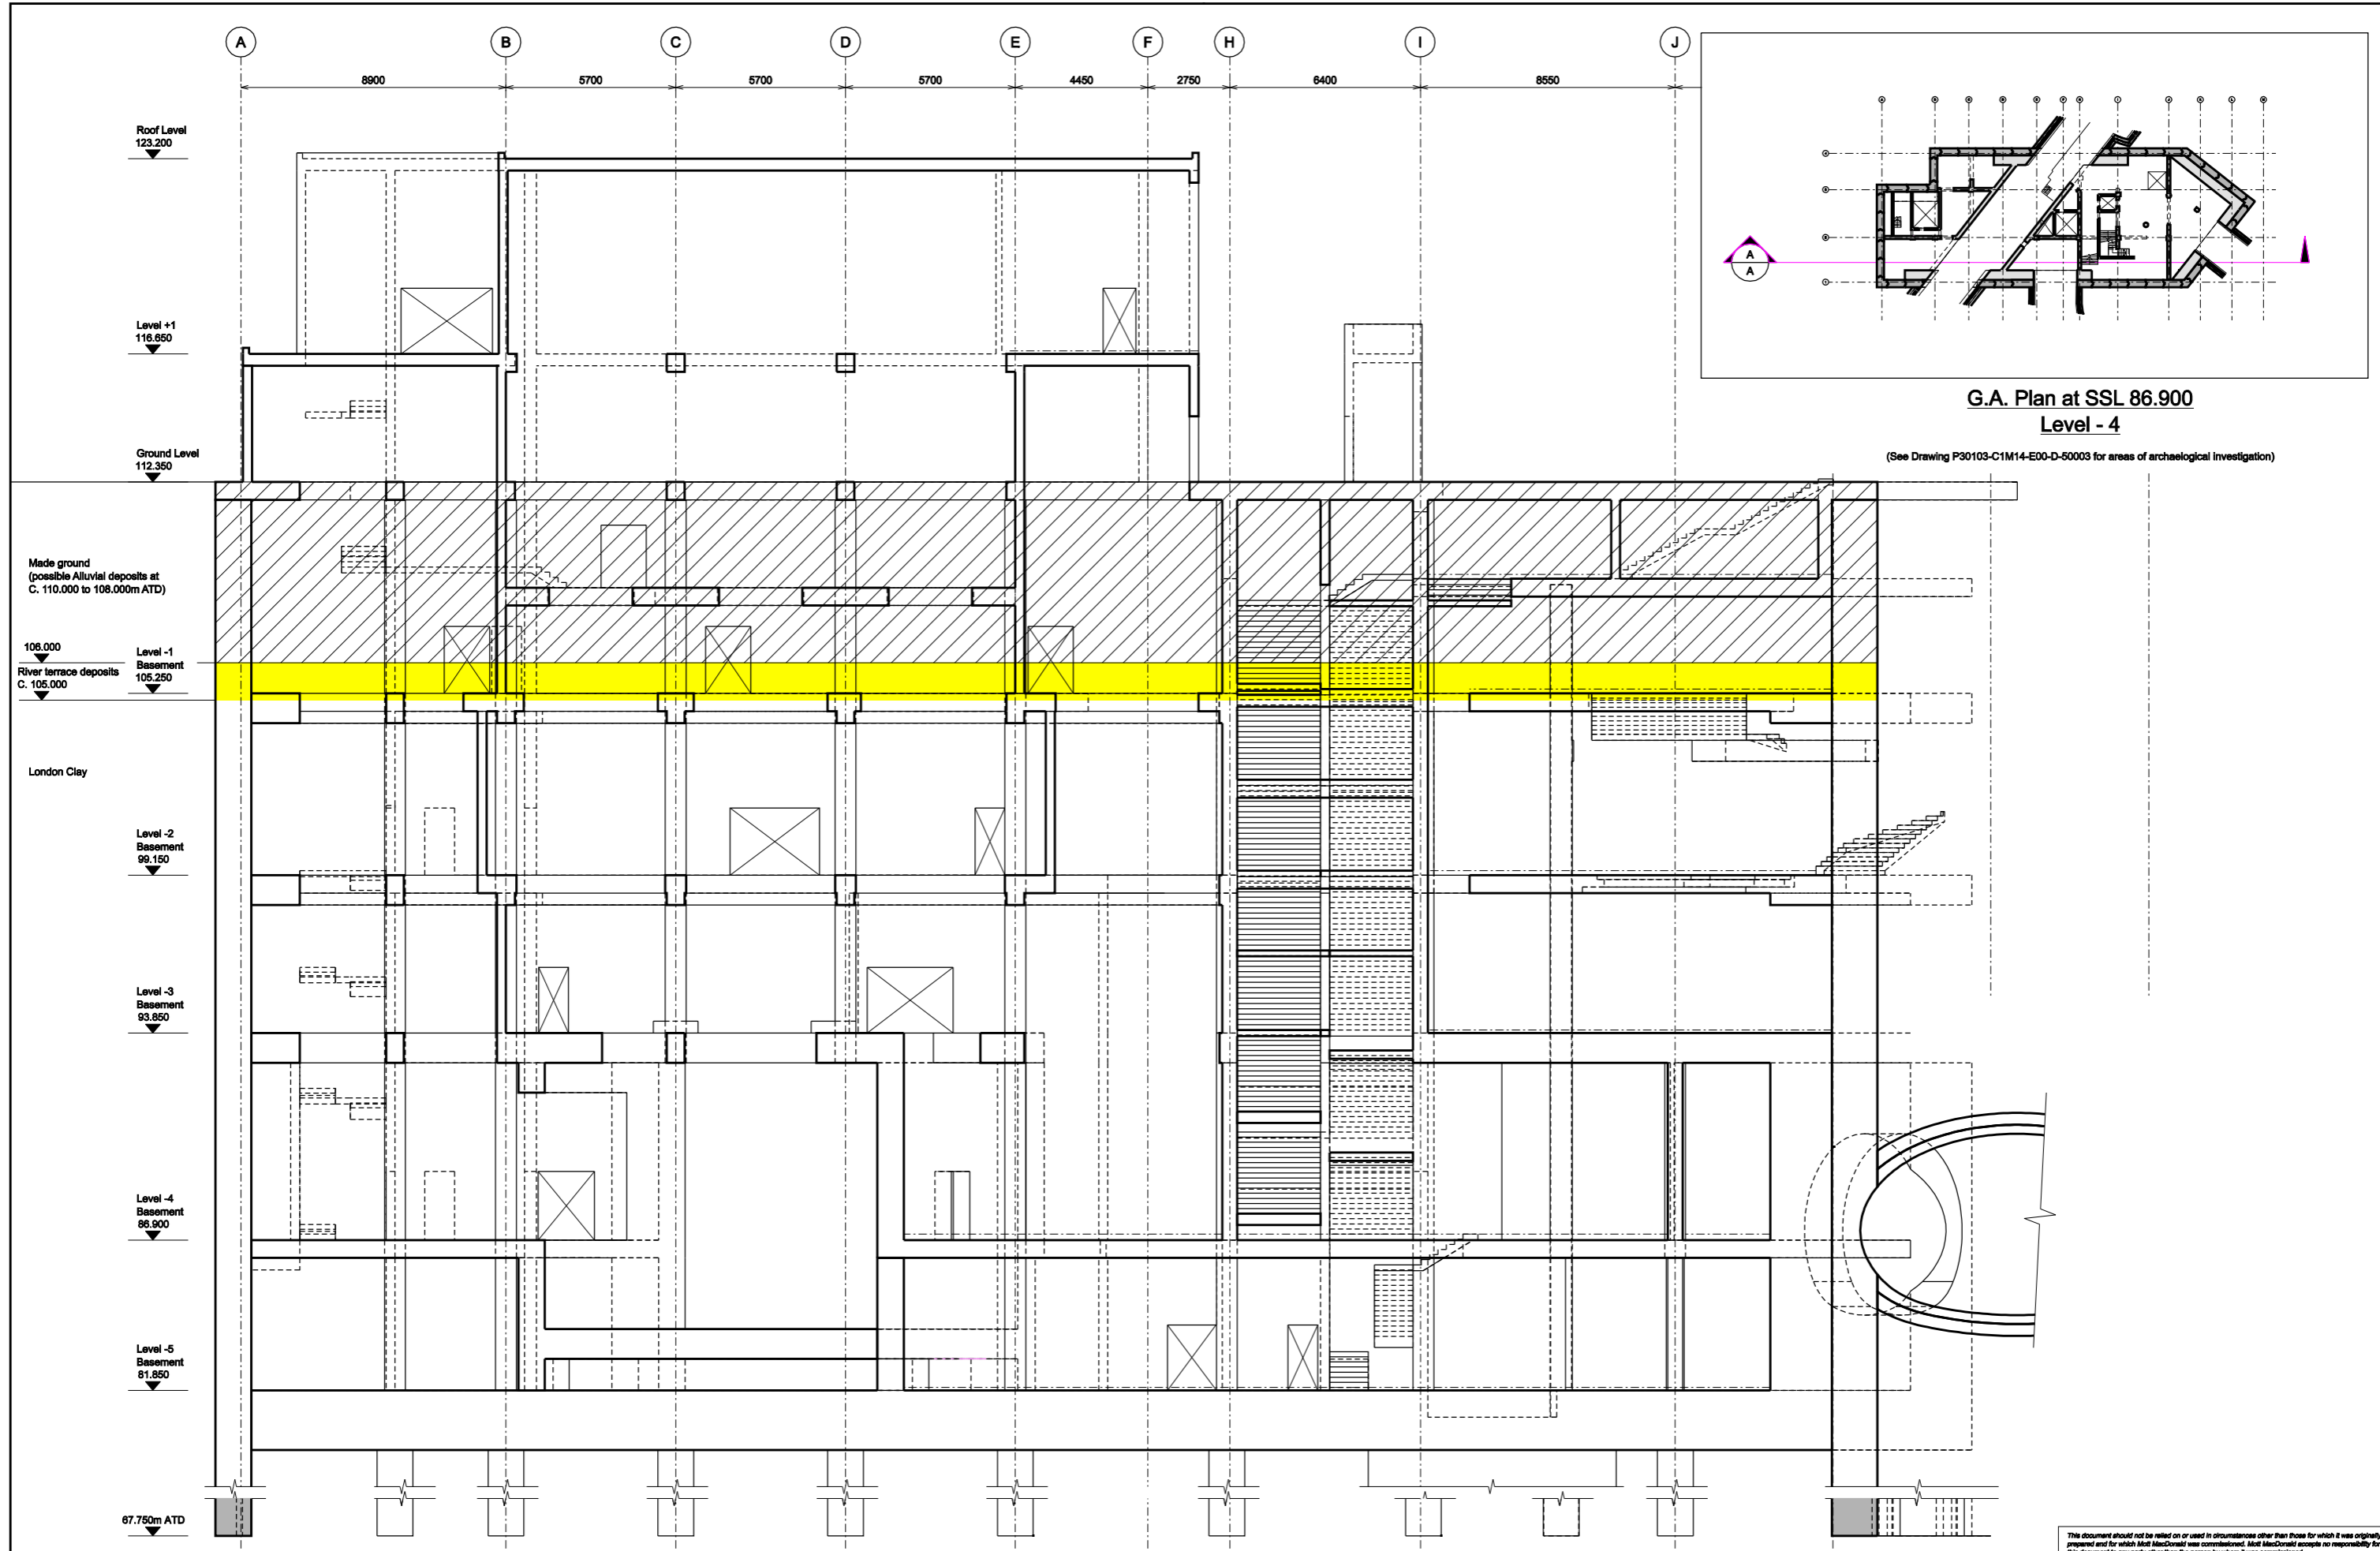 A B C D E F H I J
8900 5700 5700 5700 4450 2750 6400 8550
Roof Level
123.200
Level +1
116.650
Ground Level
112.350
Made ground
(possible Alluvial deposits at
C. 110.000 to 108.000m ATD)
106.000
River terrace deposits
C. 105.000
Level -1
Basement
105.250
London Clay
Level -2
Basement
99.150
Level -3
Basement
93.850
Level -4
Basement
86.900
Level -5
Basement
81.850
67.750m ATD
A
A
G.A. Plan at SSL 86.900
Level - 4
(See Drawing P30103-C1M14-E00-D-50003 for areas of archaelogical investigation)
This document should not be relied on or used in circumstances other than those for which it was originally
prepared and for which Mott MacDonald was commissioned. Mott MacDonald accepts no responsibility for